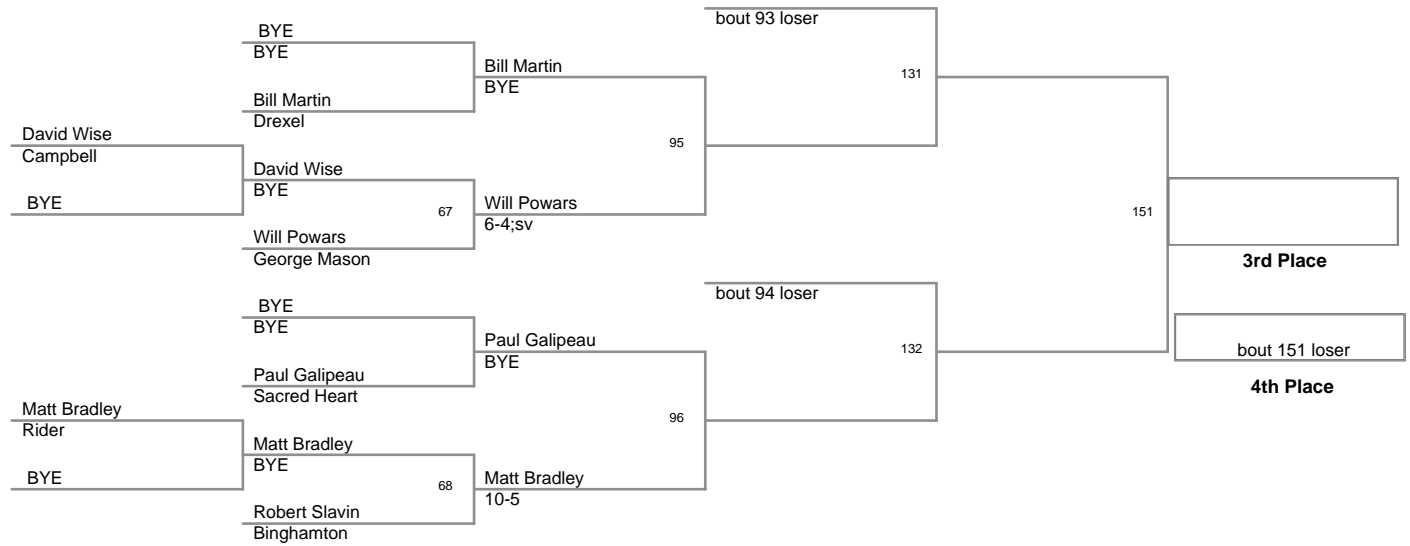 bout 93 loser
BYE
BYE
Bill Martin
BYE
131
Bill Martin
Drexel
David Wise
Campbell
95
David Wise
BYE
BYE
67
Will Powars
6-4;sv
151
Will Powars
George Mason
3rd Place
bout 94 loser
BYE
BYE
Paul Galipeau
BYE
132
bout 151 loser
Paul Galipeau
Sacred Heart
4th Place
Matt Bradley
Rider
96
Matt Bradley
BYE
BYE
68
Matt Bradley
10-5
Robert Slavin
Binghamton